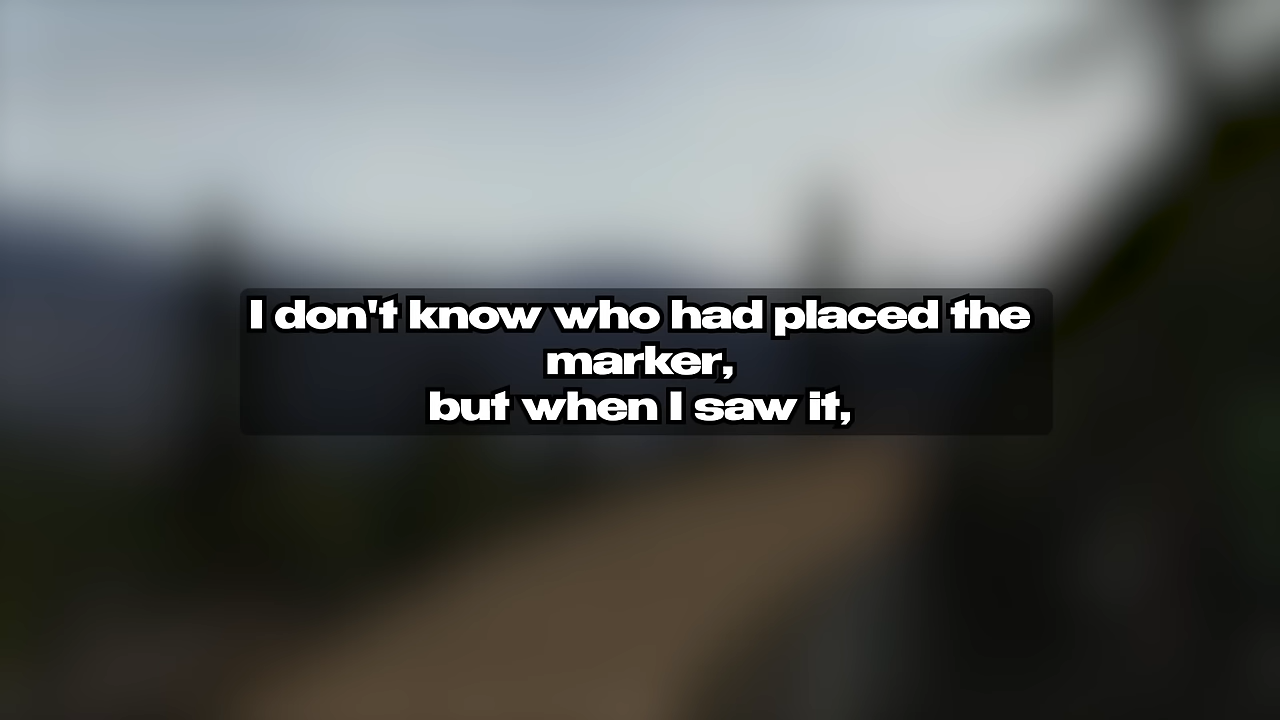 I don't know who had placed the
marker,
but when I saw it,